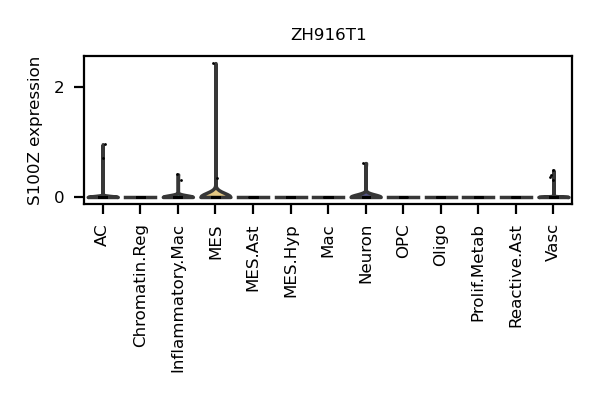 ZH916T1
S100Z expression
2
0
AC
Chromatin.Reg
Inflammatory.Mac
MES
MES.Ast
MES.Hyp
Mac
Neuron
OPC
Oligo
Prolif.Metab
Reactive.Ast
Vasc